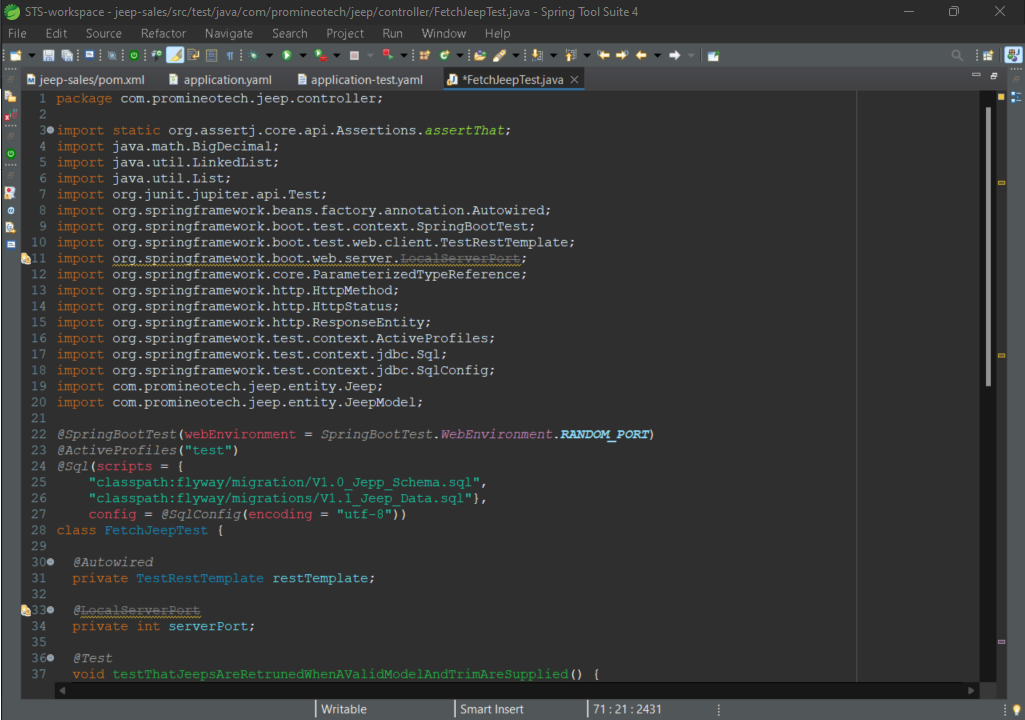 STS-workspace - jeep-sales/src/test/java/com/promineotech/jeep/controller/FetchJeepTest.java - Spring Tool Suite 4
File Edit Source Refactor Navigate Search Project Run Window Help
jeep-sales/pom.xml application.yaml application-test.yaml *FetchJeepTest.java
1 package com.promineotech.jeep.controller;
2
3 import static org.assertj.core.api.Assertions.assertThat;
4 import java.math.BigDecimal;
5 import java.util.LinkedList;
6 import java.util.List;
7 import org.junit.jupiter.api.Test;
8 import org.springframework.beans.factory.annotation.Autowired;
9 import org.springframework.boot.test.context.SpringBootTest;
10 import org.springframework.boot.test.web.client.TestRestTemplate;
11 import org.springframework.boot.web.server.LocalServerPort;
12 import org.springframework.core.ParameterizedTypeReference;
13 import org.springframework.http.HttpMethod;
14 import org.springframework.http.HttpStatus;
15 import org.springframework.http.ResponseEntity;
16 import org.springframework.test.context.ActiveProfiles;
17 import org.springframework.test.context.jdbc.Sql;
18 import org.springframework.test.context.jdbc.SqlConfig;
19 import com.promineotech.jeep.entity.Jeep;
20 import com.promineotech.jeep.entity.JeepModel;
21
22 @SpringBootTest(webEnvironment = SpringBootTest.WebEnvironment.RANDOM_PORT)
23 @ActiveProfiles("test")
24 @Sql(scripts = {
25 "classpath:flyway/migration/V1.0_Jepp_Schema.sql",
26 "classpath:flyway/migrations/V1.1_Jeep_Data.sql"},
27 config = @SqlConfig(encoding = "utf-8"))
28 class FetchJeepTest {
29
30 @Autowired
31 private TestRestTemplate restTemplate;
32
33 @LocalServerPort
34 private int serverPort;
35
36 @Test
37 void testThatJeepsAreRetrunedWhenAValidModelAndTrimAreSupplied() {
Writable Smart Insert 71 : 21 : 2431